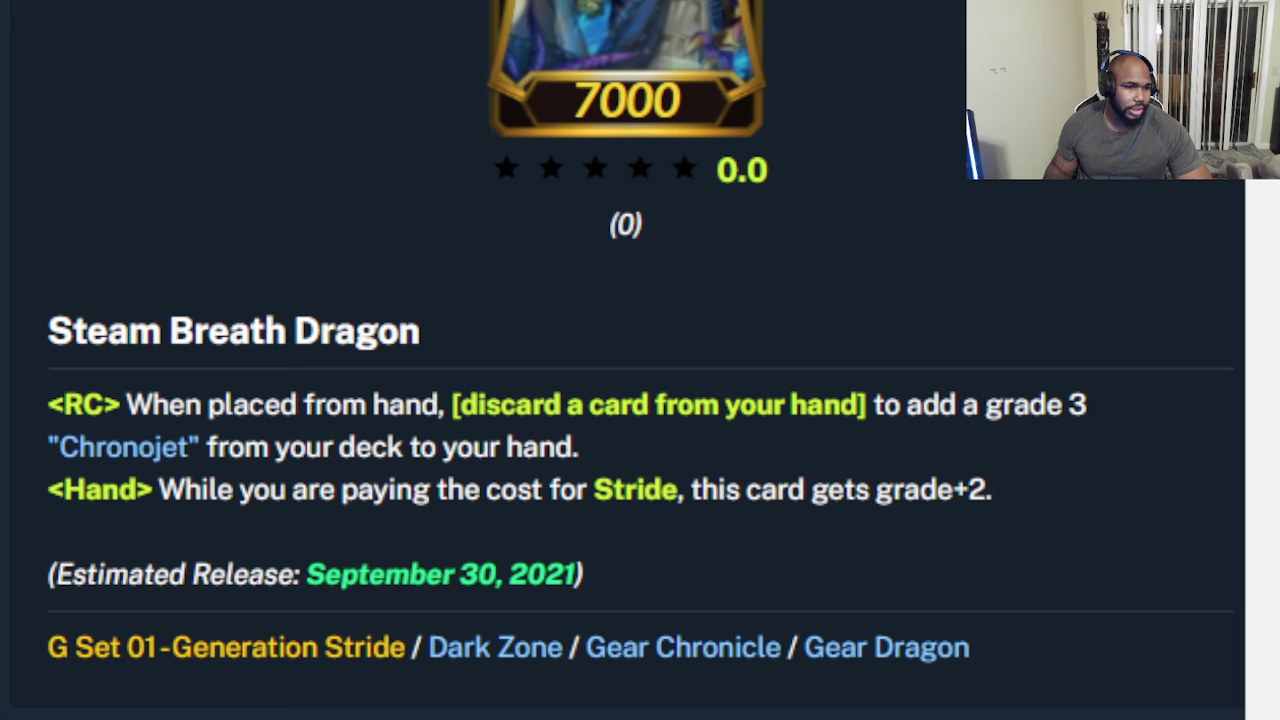 7000
0.0
(0)
Steam Breath Dragon
<RC> When placed from hand, [discard a card from your hand] to add a grade 3
"Chronojet" from your deck to your hand.
<Hand> While you are paying the cost for Stride, this card gets grade+2.
(Estimated Release: September 30, 2021)
G Set 01 - Generation Stride / Dark Zone / Gear Chronicle / Gear Dragon